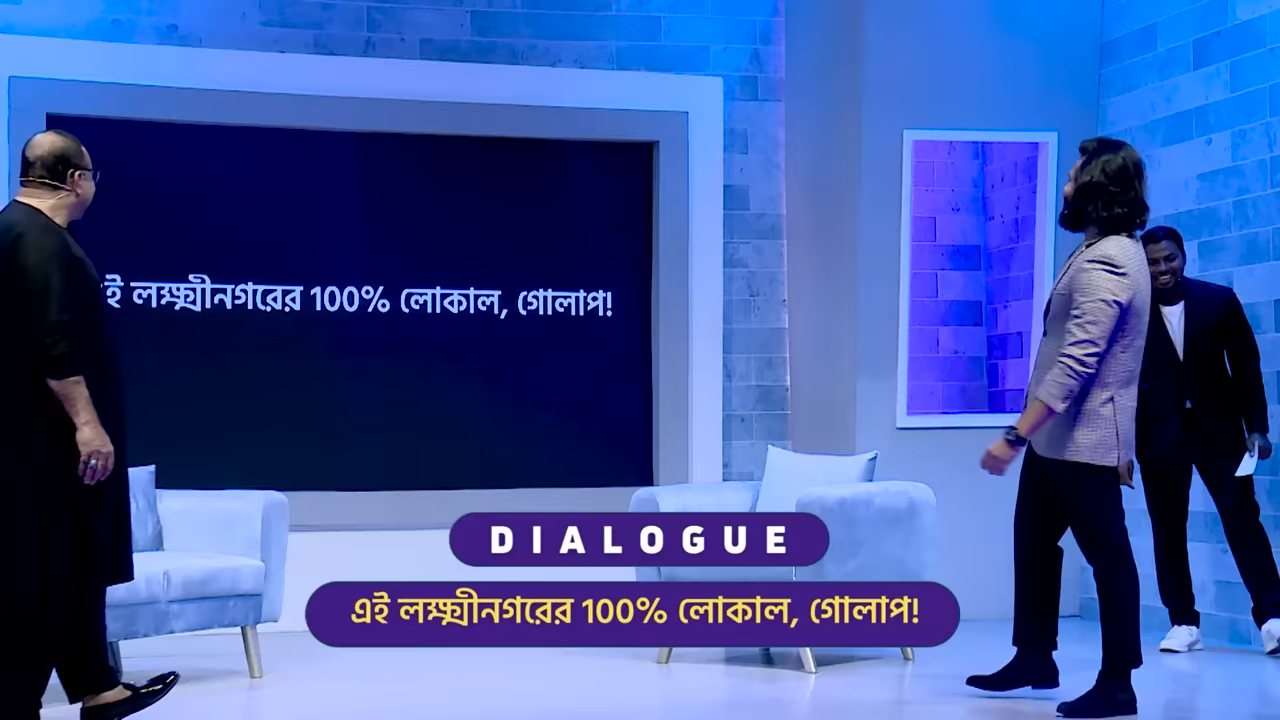 ই লক্ষ্মীনগরের 100% লোকাল, গোলাপ!
DIALOGUE
এই লক্ষ্মীনগরের 100% লোকাল, গোলাপ!